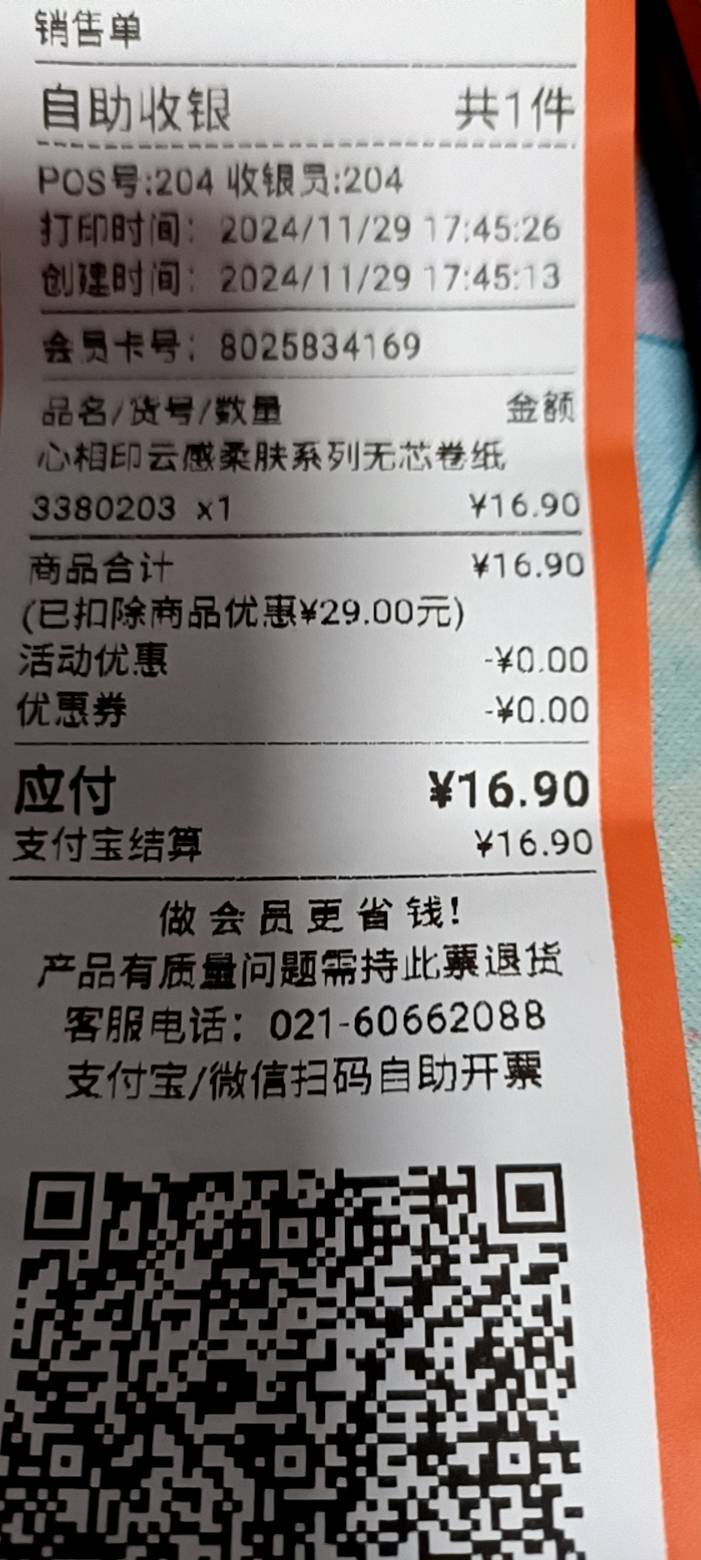 销售单
自助收银 共1件
POS号:204 收银员:204
打印时间: 2024/11/29 17:45:26
创建时间: 2024/11/29 17:45:13
会员卡号: 8025834169
品名/货号/数量 金额
心相印云感柔肤系列无芯卷纸
3380203 x1 ¥16.90
商品合计 ¥16.90
(已扣除商品优惠¥29.00元)
活动优惠 -¥0.00
优惠券 -¥0.00
应付 ¥16.90
支付宝结算 ¥16.90
做会员更省钱!
产品有质量问题需持此票退货
客服电话: 021-60662088
支付宝/微信扫码自助开票